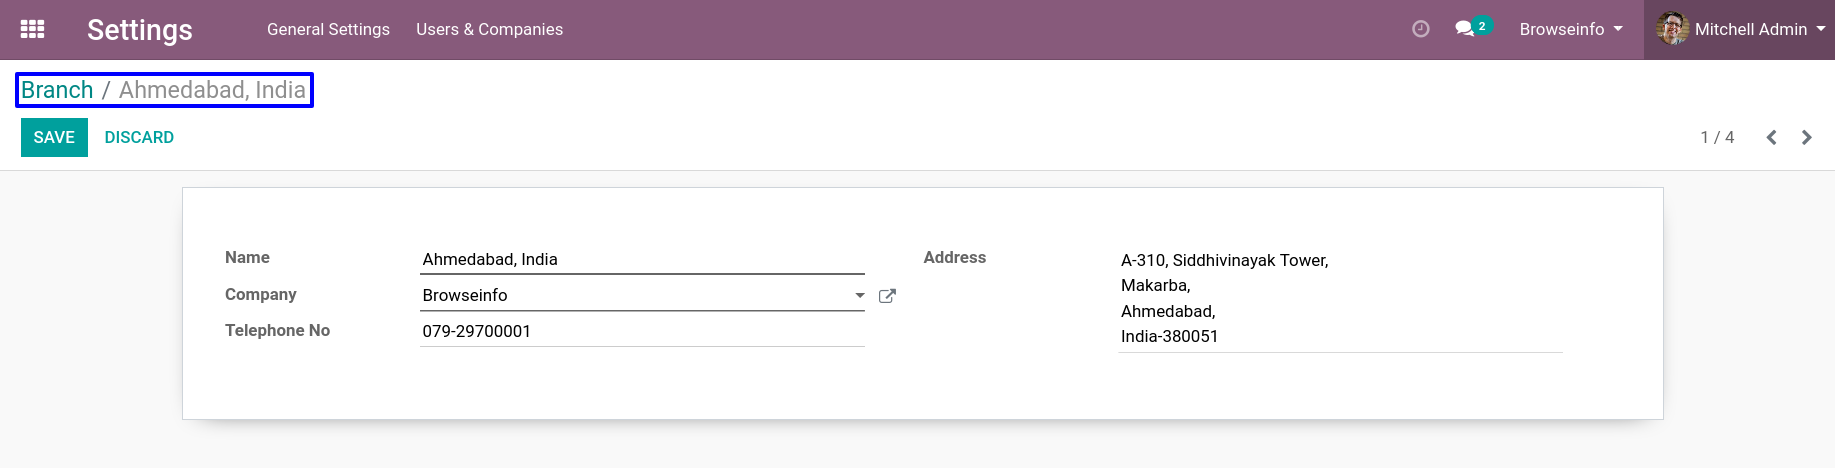 Settings General Settings Users & Companies 2 Browseinfo Mitchell Admin
Branch / Ahmedabad, India
SAVE DISCARD 1 / 4
Name Ahmedabad, India
Company Browseinfo
Telephone No 079-29700001
Address A-310, Siddhivinayak Tower,
Makarba,
Ahmedabad,
India-380051